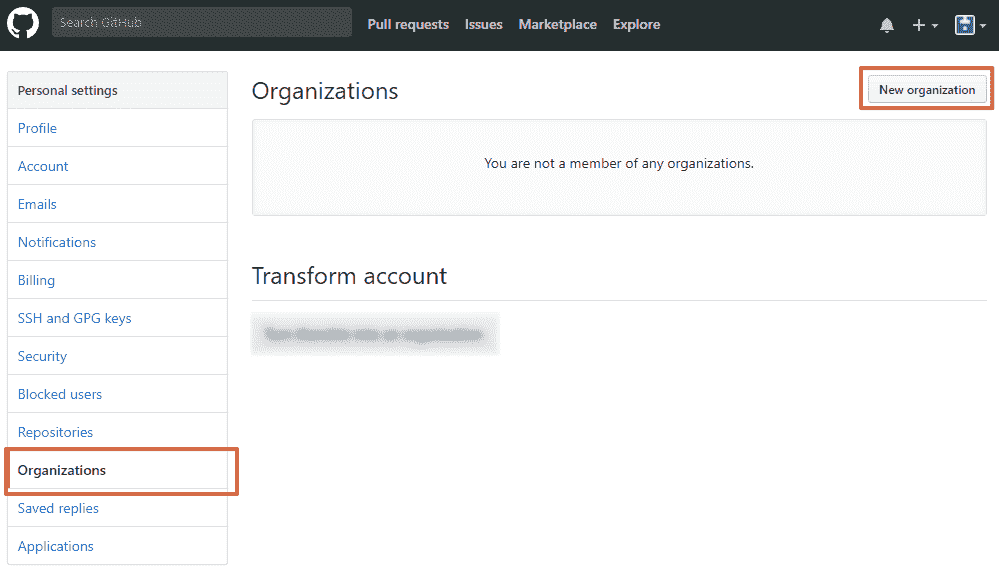 Search GitHub
Pull requests
Issues
Marketplace
Explore
Personal settings
Profile
Account
Emails
Notifications
Billing
SSH and GPG keys
Security
Blocked users
Repositories
Organizations
Saved replies
Applications
Organizations
New organization
You are not a member of any organizations.
Transform account